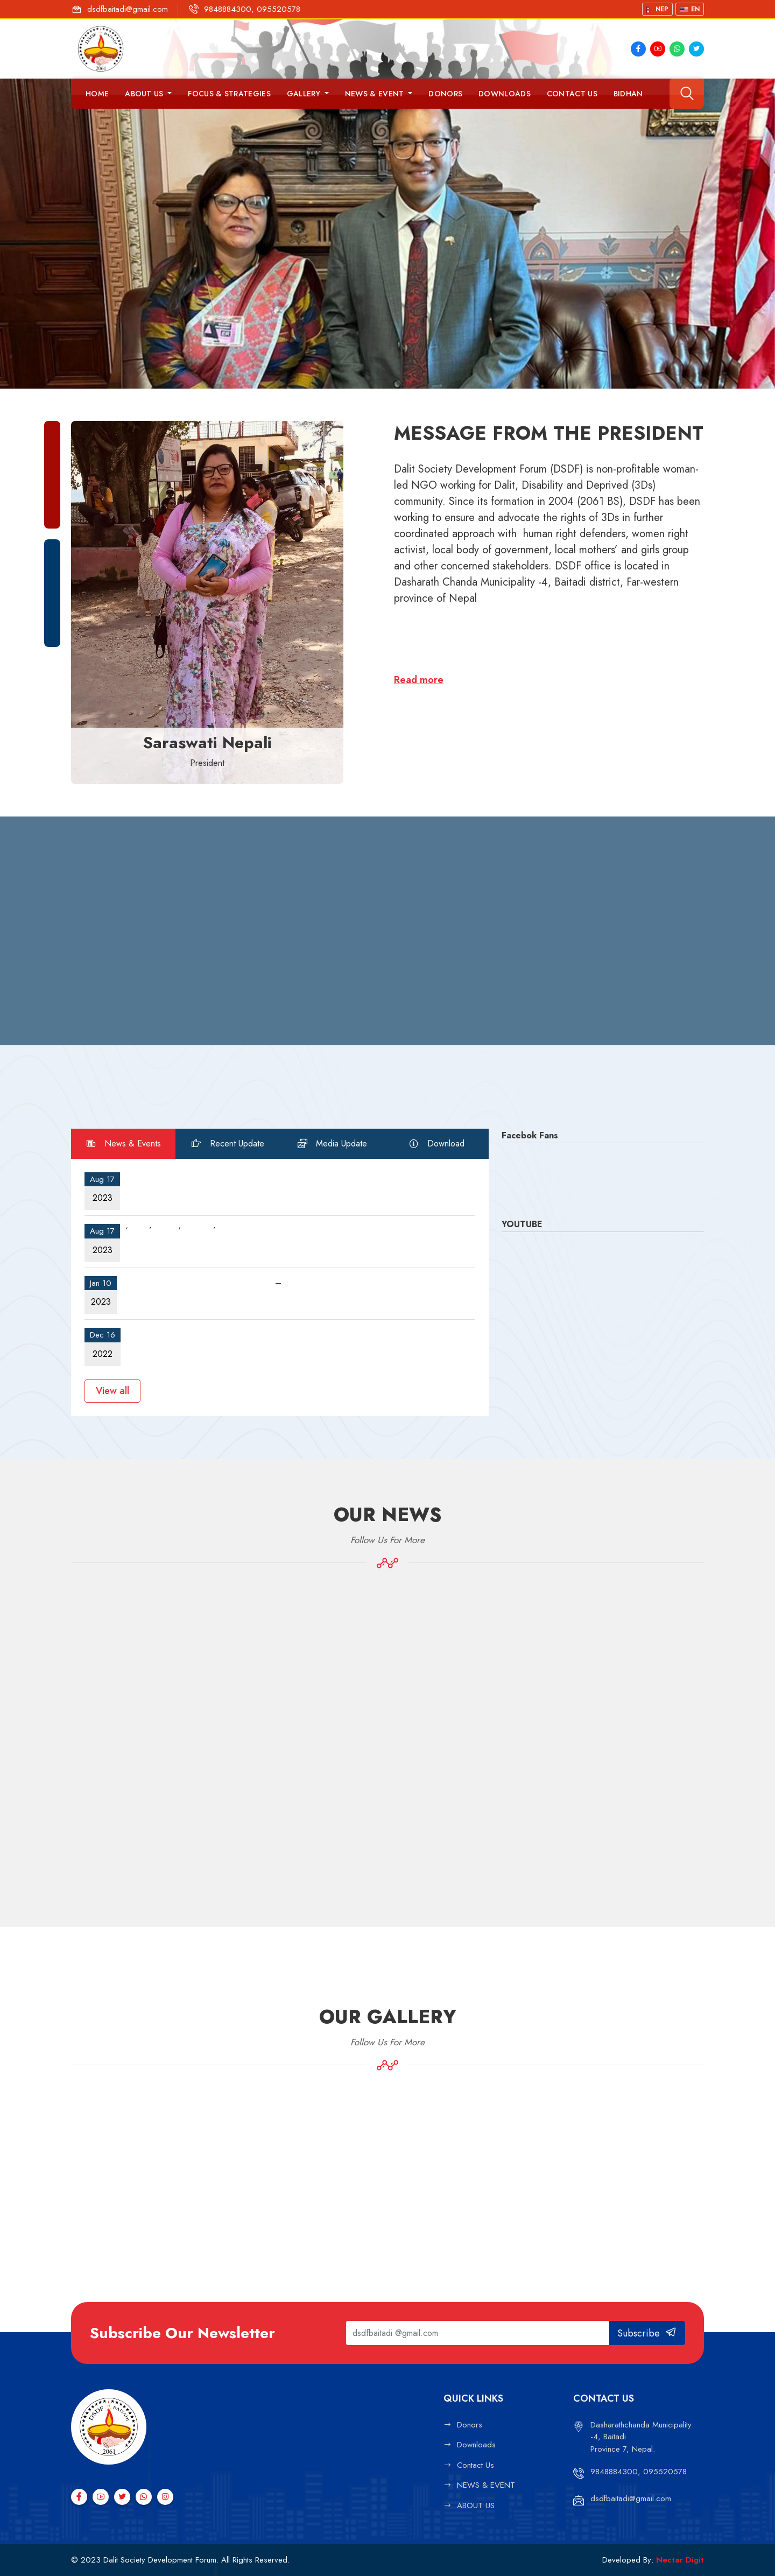 dsdfbaitadi@gmail.com
9848884300, 095520578
NEP
EN
DSDF BAITADI
2061
HOME
ABOUT US
FOCUS & STRATEGIES
GALLERY
NEWS & EVENT
DONORS
DOWNLOADS
CONTACT US
BIDHAN
MESSAGE FROM THE PRESIDENT
Dalit Society Development Forum (DSDF) is non-profitable woman-
led NGO working for Dalit, Disability and Deprived (3Ds)
community. Since its formation in 2004 (2061 BS), DSDF has been
working to ensure and advocate the rights of 3Ds in further
coordinated approach with human right defenders, women right
activist, local body of government, local mothers' and girls group
and other concerned stakeholders. DSDF office is located in
Dasharath Chanda Municipality -4, Baitadi district, Far-western
province of Nepal
Read more
Saraswati Nepali
President
News & Events
Recent Update
Media Update
Download
Aug 17
2023
Aug 17
2023
, , , , ,
Jan 10
2023
–
Dec 16
2022
View all
Facebok Fans
YOUTUBE
OUR NEWS
Follow Us For More
OUR GALLERY
Follow Us For More
Subscribe Our Newsletter
dsdfbaitadi @gmail.com
Subscribe
DSDF BAITADI
2061
QUICK LINKS
Donors
Downloads
Contact Us
NEWS & EVENT
ABOUT US
CONTACT US
Dasharathchanda Municipality
-4, Baitadi
Province 7, Nepal.
9848884300, 095520578
dsdfbaitadi@gmail.com
© 2023 Dalit Society Development Forum. All Rights Reserved.
Developed By: Nectar Digit